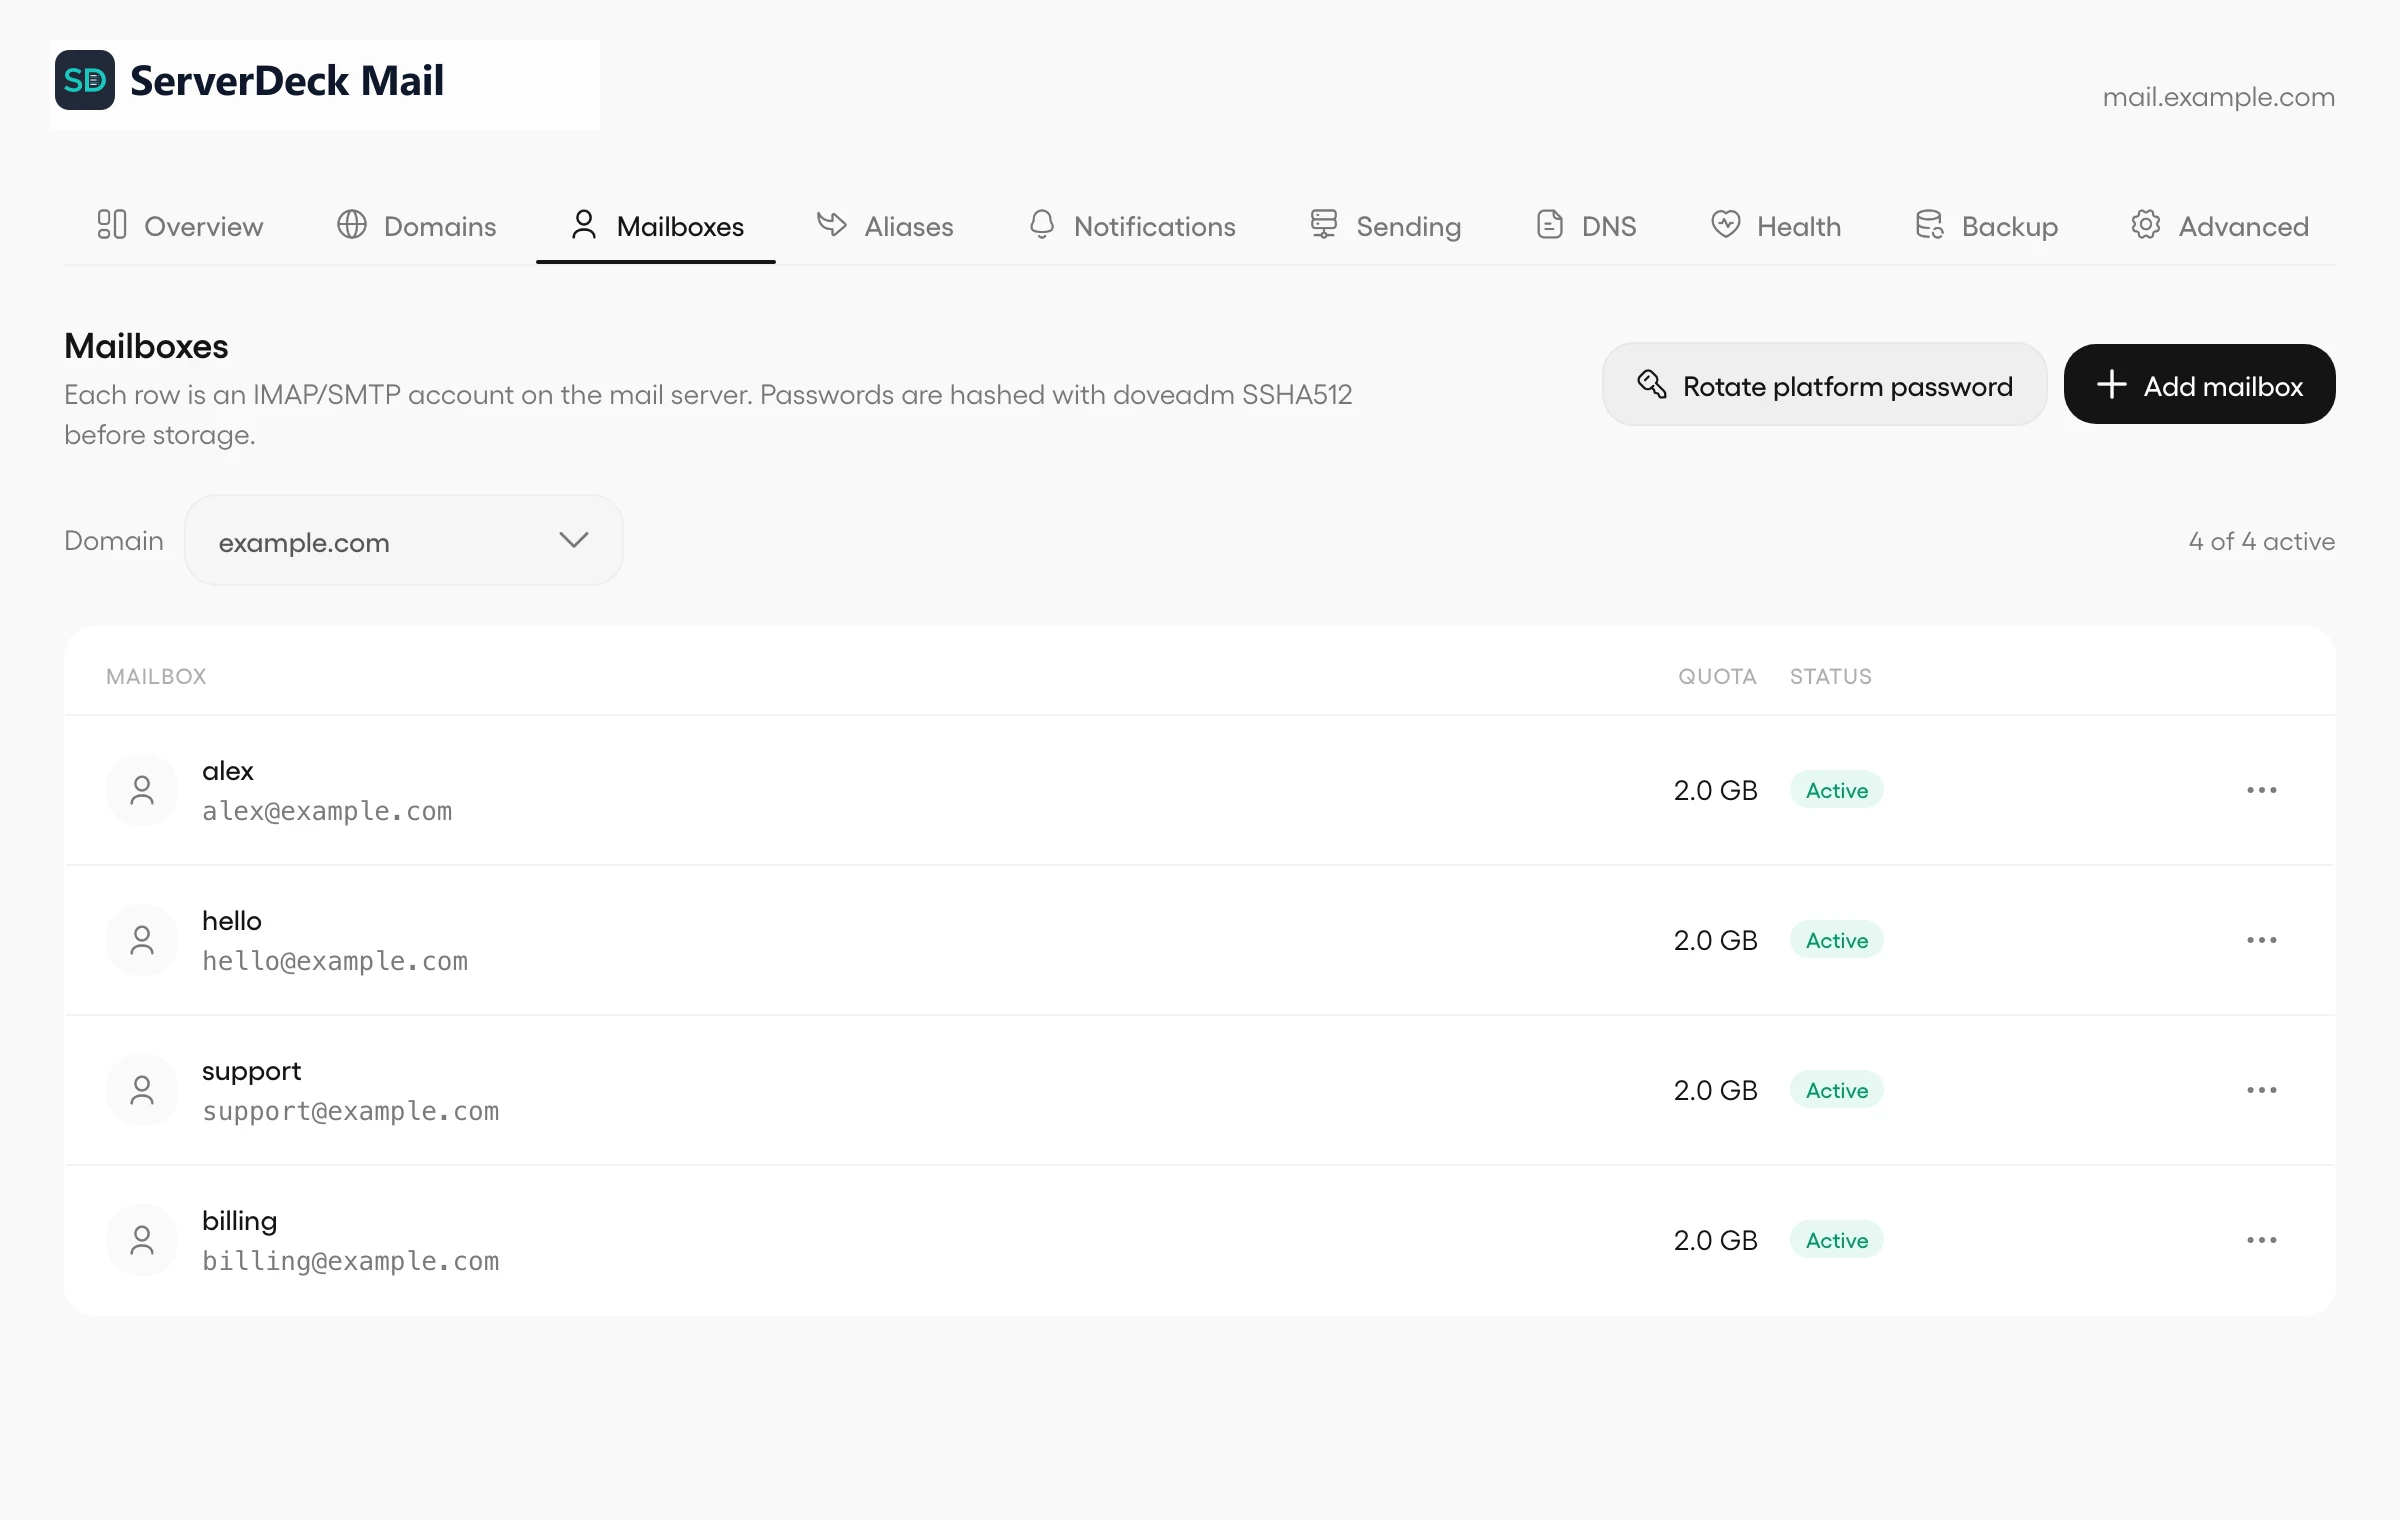 SD ServerDeck Mail
mail.example.com
Overview Domains Mailboxes Aliases Notifications Sending DNS Health Backup Advanced
Mailboxes
Each row is an IMAP/SMTP account on the mail server. Passwords are hashed with doveadm SSHA512
before storage.
Rotate platform password
Add mailbox
Domain example.com 4 of 4 active
MAILBOX QUOTA STATUS
alex
alex@example.com
2.0 GB Active
hello
hello@example.com
2.0 GB Active
support
support@example.com
2.0 GB Active
billing
billing@example.com
2.0 GB Active